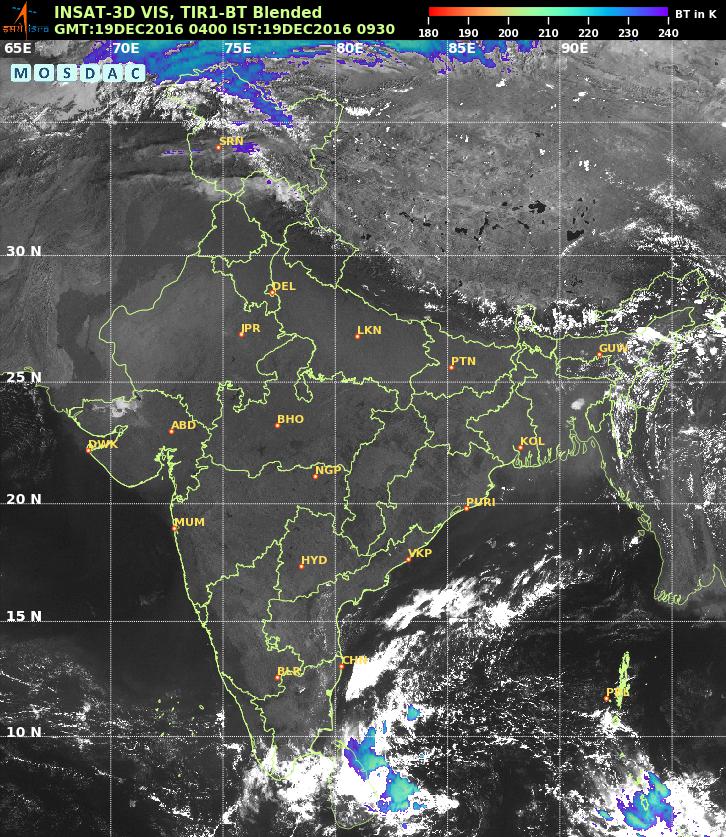 INSAT-3D VIS, TIR1-BT Blended
GMT:19DEC2016 0400 IST:19DEC2016 0930
BT in K
180 190 200 210 220 230 240
65E 70E 75E 80E 85E 90E
MOSDAC
SRN
30 N
DEL
JPR
LKN
GUW
PTN
25 N
ABD
BHO
DWK
KOL
NGP
20 N
PURI
MUM
VKP
HYD
15 N
CHN
BLR
10 N